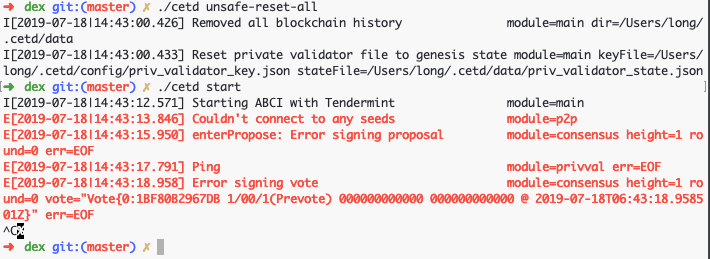 ➜ dex git:(master) ✗ ./cetd unsafe-reset-all
I[2019-07-18|14:43:00.426] Removed all blockchain history module=main dir=/Users/long/
.cetd/data
I[2019-07-18|14:43:00.433] Reset private validator file to genesis state module=main keyFile=/Users/
long/.cetd/config/priv_validator_key.json stateFile=/Users/long/.cetd/data/priv_validator_state.json
➜ dex git:(master) ✗ ./cetd start
I[2019-07-18|14:43:12.571] Starting ABCI with Tendermint module=main
E[2019-07-18|14:43:13.846] Couldn't connect to any seeds module=p2p
E[2019-07-18|14:43:15.950] enterPropose: Error signing proposal module=consensus height=1 ro
und=0 err=EOF
E[2019-07-18|14:43:17.791] Ping module=privval err=EOF
E[2019-07-18|14:43:18.958] Error signing vote module=consensus height=1 ro
und=0 vote="Vote{0:1BF80B2967DB 1/00/1(Prevote) 000000000000 000000000000 @ 2019-07-18T06:43:18.9585
01Z}" err=EOF
^C
➜ dex git:(master) ✗